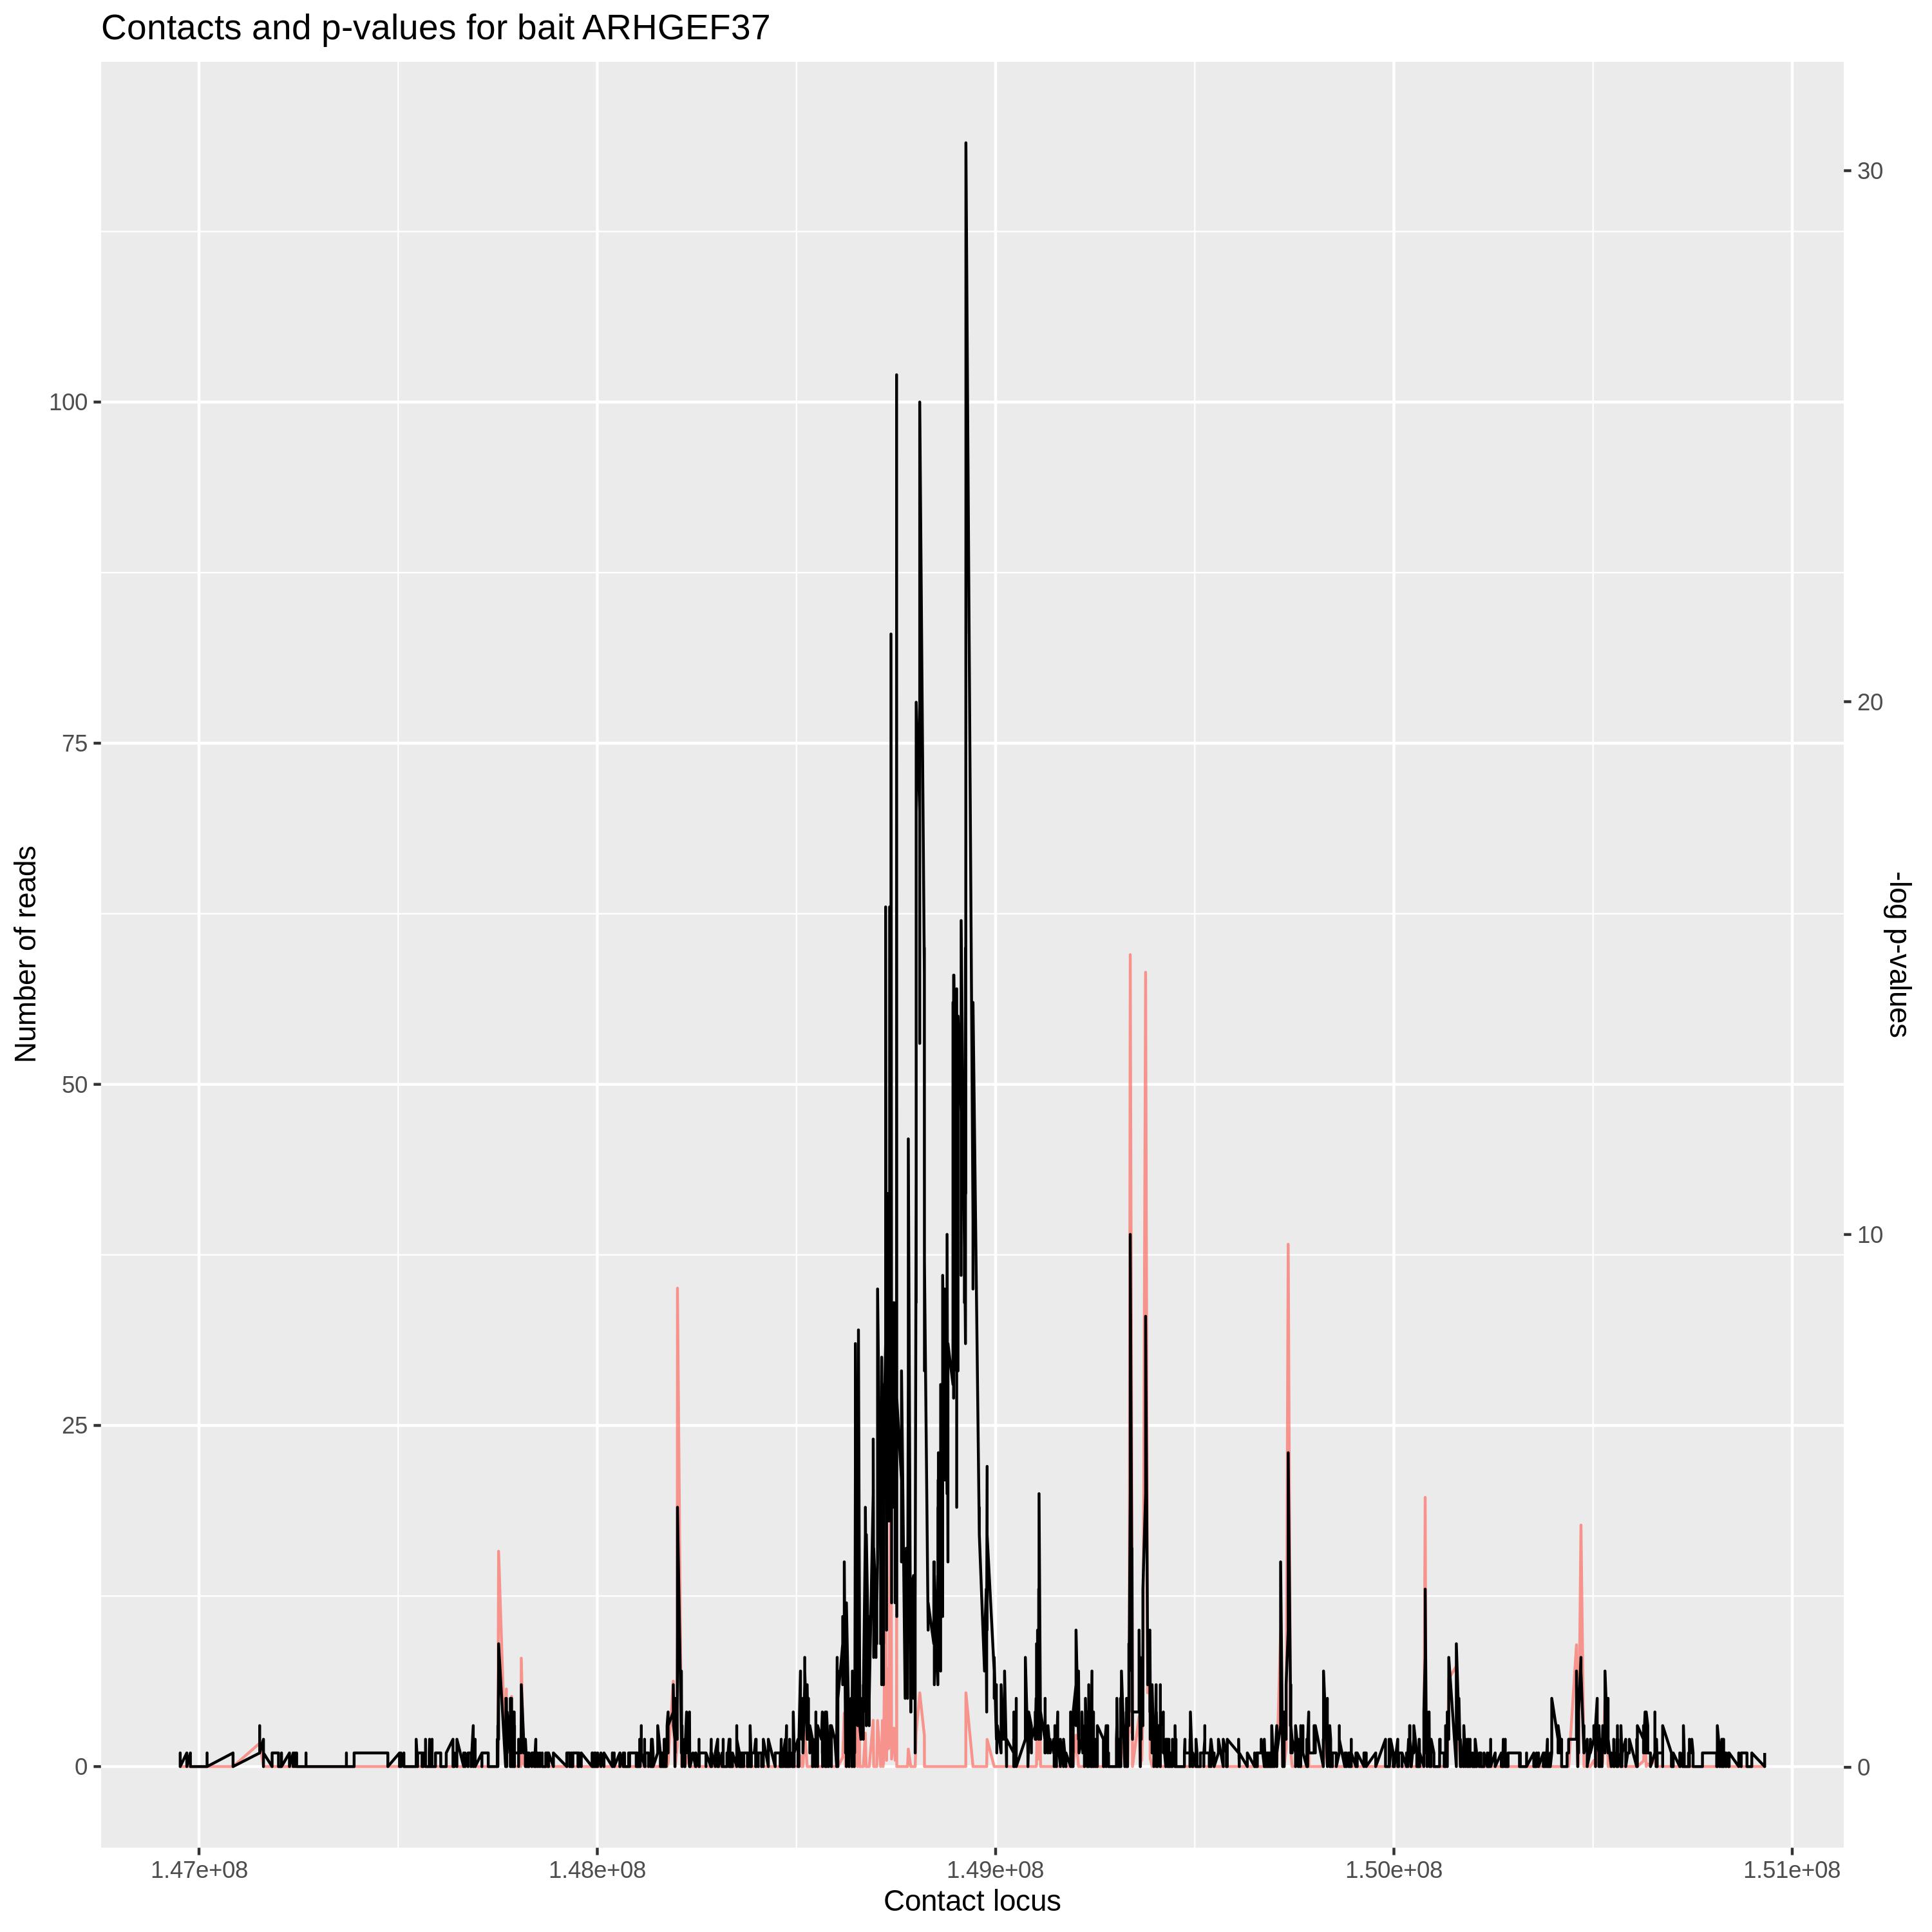 Contacts and p-values for bait ARHGEF37
30
100
20
75
Number of reads
-log p-values
50
10
25
0
0
1.47e+08
1.48e+08
1.49e+08
1.50e+08
1.51e+08
Contact locus